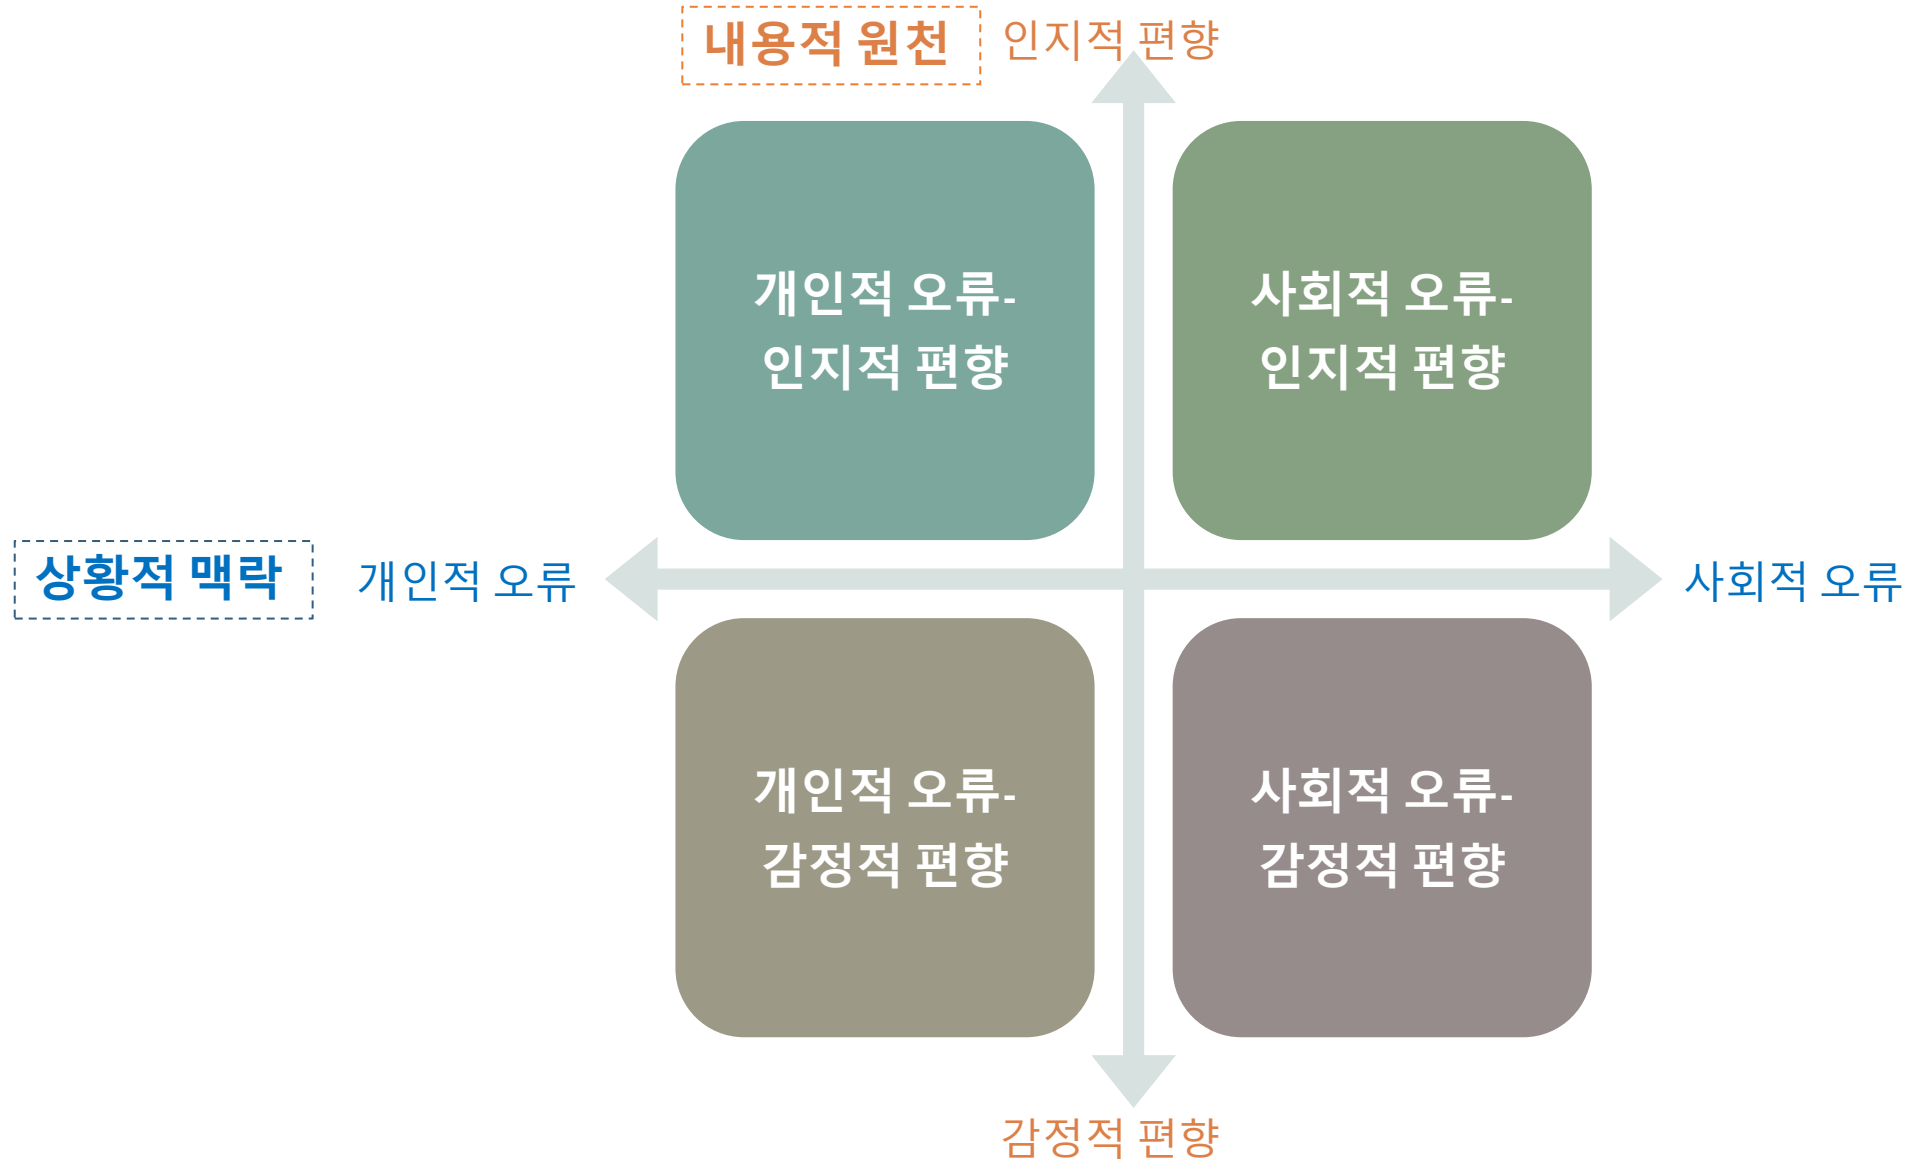 내용적 원천
인지적 편향
개인적 오류-
인지적 편향
사회적 오류-
인지적 편향
상황적 맥락
개인적 오류
사회적 오류
개인적 오류-
감정적 편향
사회적 오류-
감정적 편향
감정적 편향